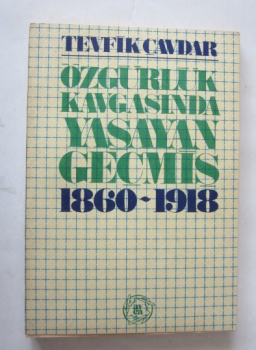 TEVFİK ÇAVDAR
ÖZGÜRLÜK
KAVGASINDA
YAŞAYAN
GEÇMİŞ
1860-1918